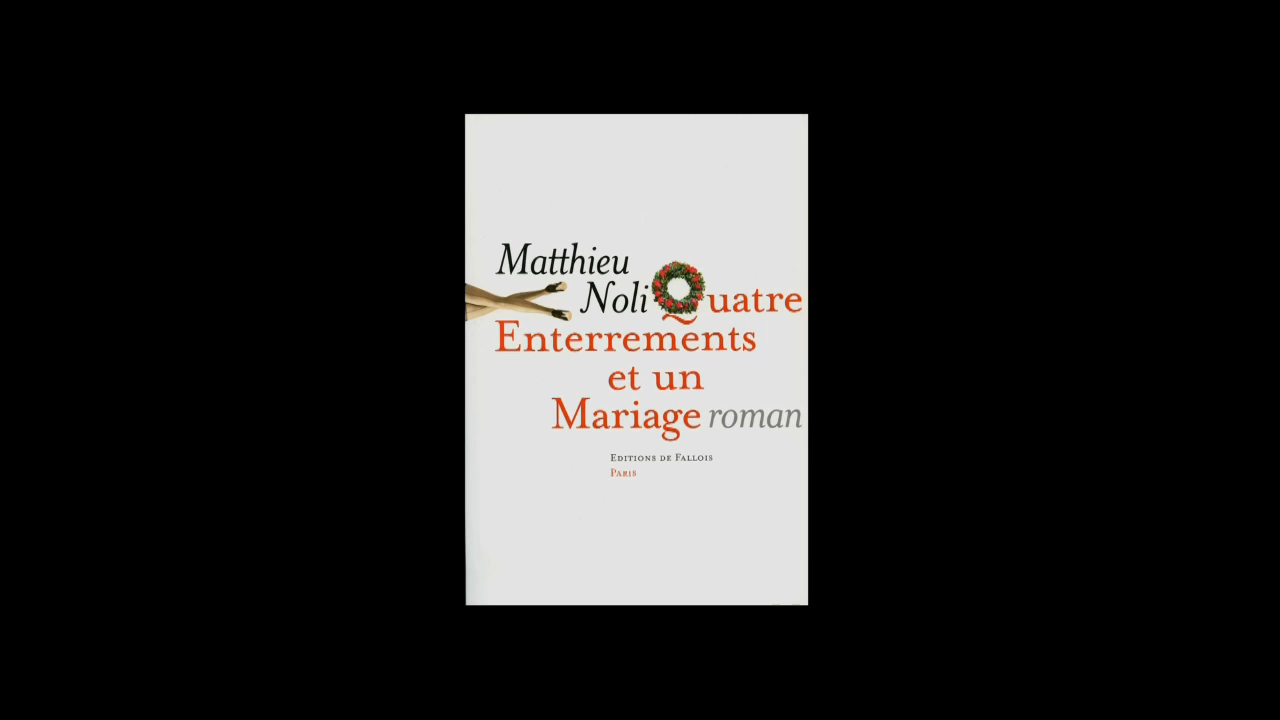 Matthieu
Noli Quatre
Enterrements
et un
Mariage roman
EDITIONS DE FALLOIS
PARIS